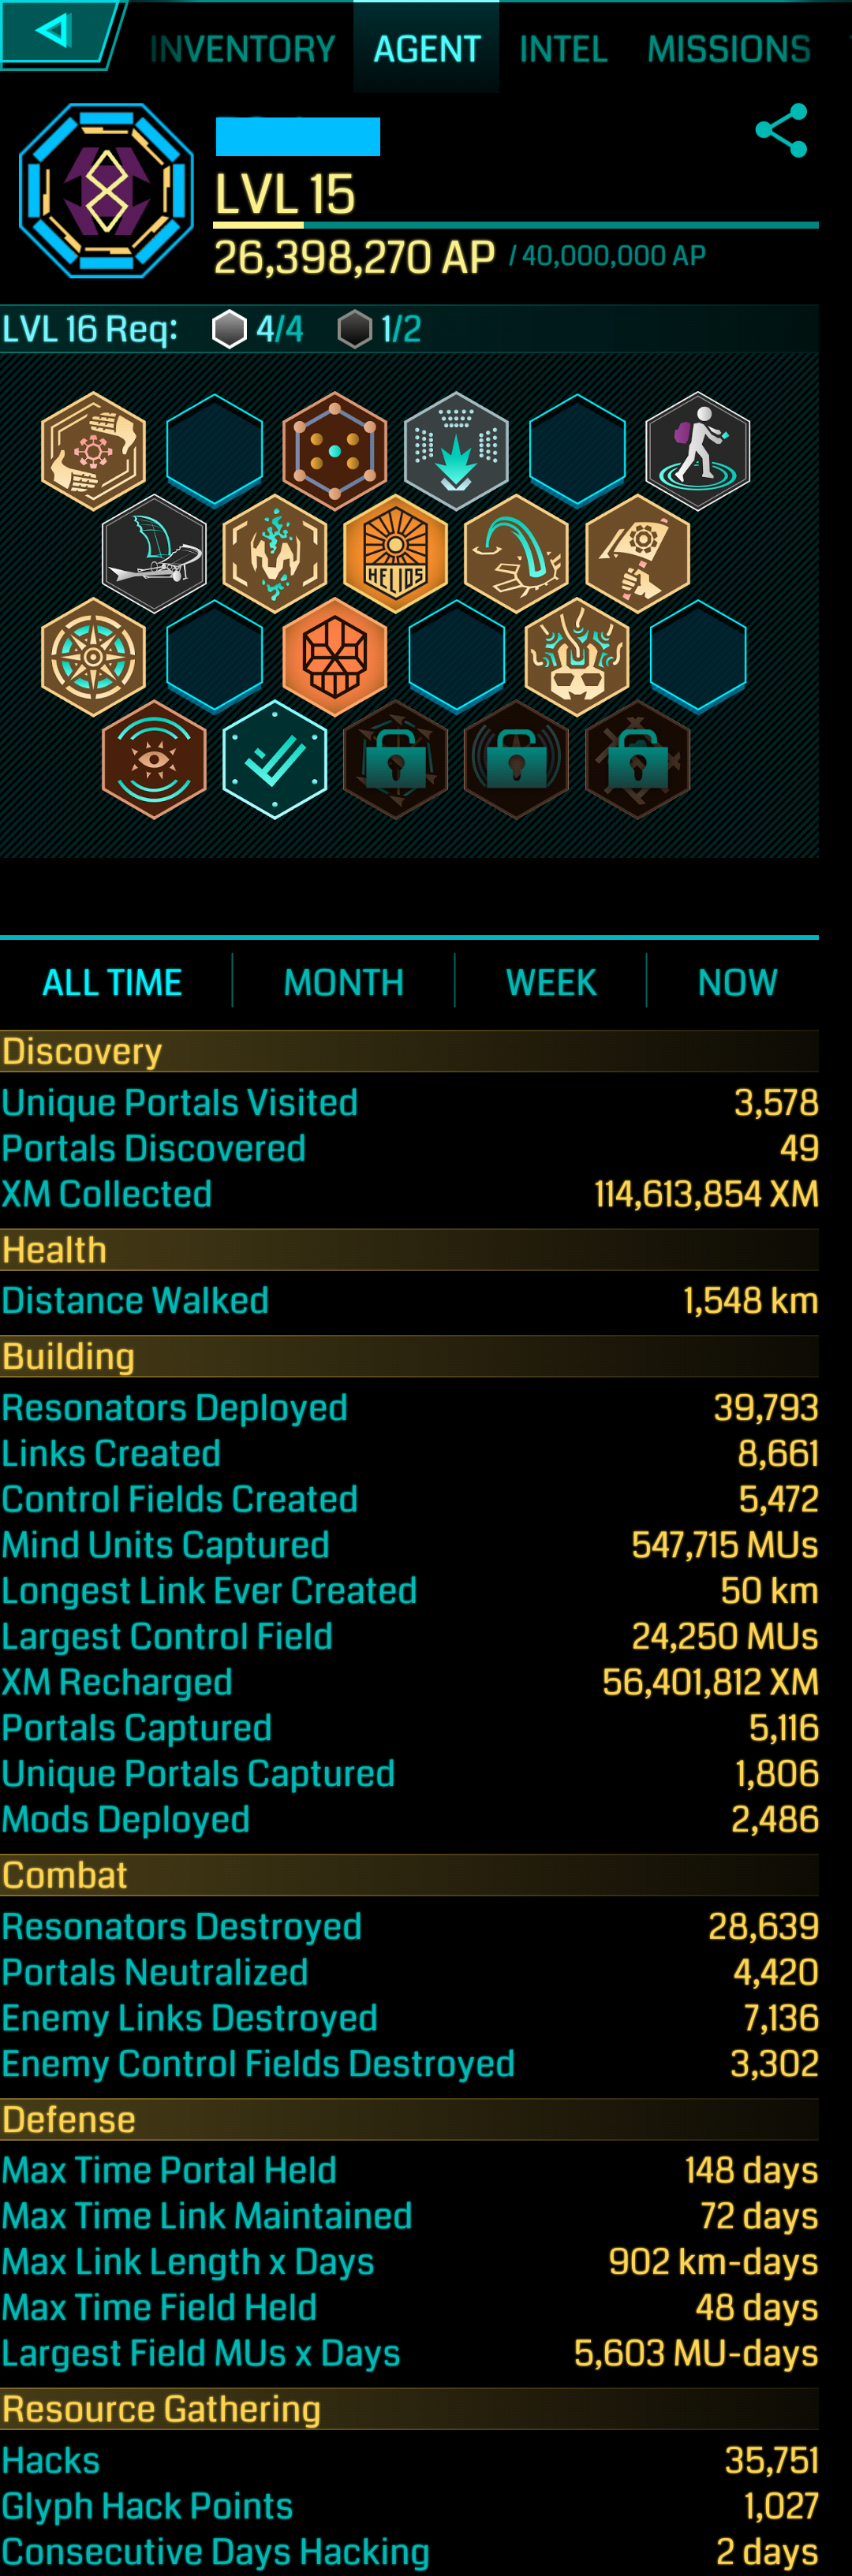 INVENTORY AGENT INTEL MISSIONS
LVL 15
26,398,270 AP / 40,000,000 AP
LVL 16 Req: 4/4 1/2
HELIOS
ALL TIME MONTH WEEK NOW
Discovery
Unique Portals Visited 3,578
Portals Discovered 49
XM Collected 114,613,854 XM
Health
Distance Walked 1,548 km
Building
Resonators Deployed 39,793
Links Created 8,661
Control Fields Created 5,472
Mind Units Captured 547,715 MUs
Longest Link Ever Created 50 km
Largest Control Field 24,250 MUs
XM Recharged 56,401,812 XM
Portals Captured 5,116
Unique Portals Captured 1,806
Mods Deployed 2,486
Combat
Resonators Destroyed 28,639
Portals Neutralized 4,420
Enemy Links Destroyed 7,136
Enemy Control Fields Destroyed 3,302
Defense
Max Time Portal Held 148 days
Max Time Link Maintained 72 days
Max Link Length x Days 902 km-days
Max Time Field Held 48 days
Largest Field MUs x Days 5,603 MU-days
Resource Gathering
Hacks 35,751
Glyph Hack Points 1,027
Consecutive Days Hacking 2 days